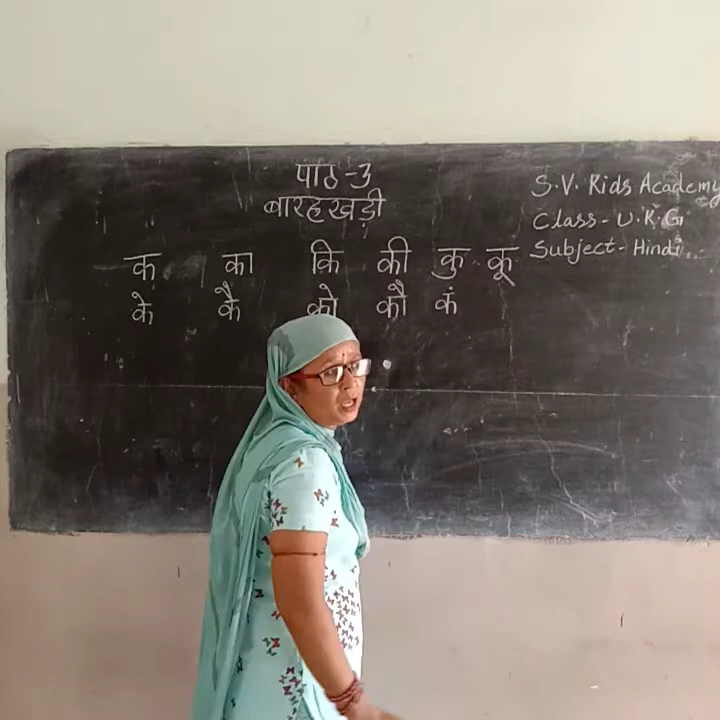 पाठ-3
बारहखड़ी
S.V. Kids Academy
Class- U.K.G
Subject- Hindi
क का कि की कु कू
के कै को कौ कं